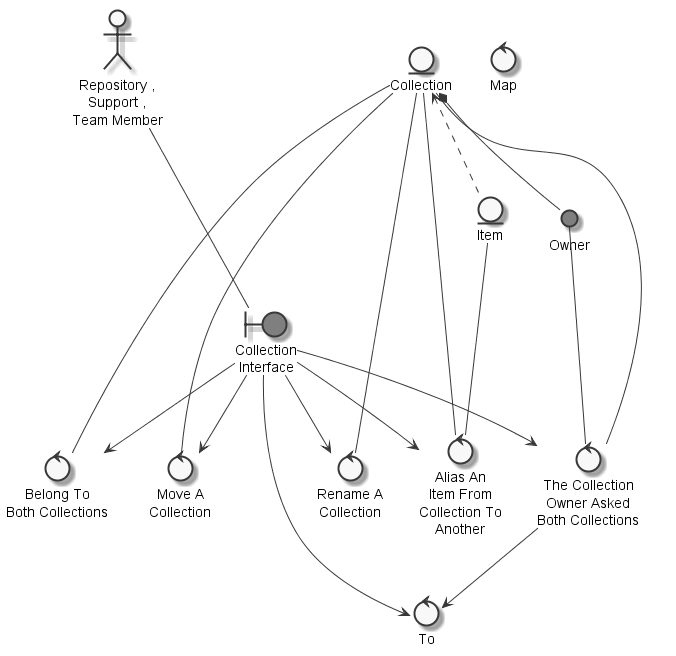 Repository ,
Support ,
Team Member
Collection
Map
Item
Owner
Collection
Interface
Belong To
Both Collections
Move A
Collection
Rename A
Collection
Alias An
Item From
Collection To
Another
The Collection
Owner Asked
Both Collections
To